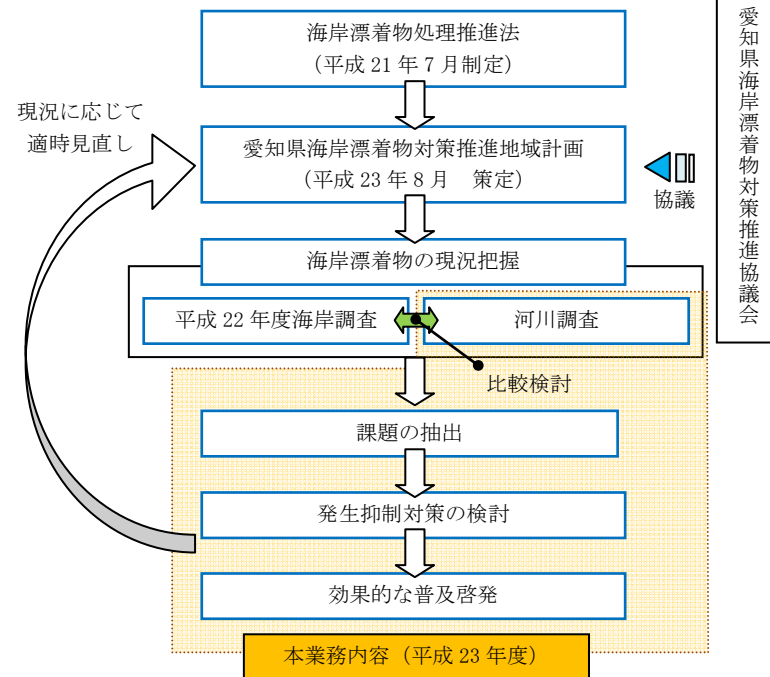 海岸漂着物処理推進法
（平成 21 年 7 月制定）
現況に応じて
適時見直し
愛知県海岸漂着物対策推進地域計画
（平成 23 年 8 月　策定）
協議
愛知県海岸漂着物対策推進協議会
海岸漂着物の現況把握
平成 22 年度海岸調査
河川調査
比較検討
課題の抽出
発生抑制対策の検討
効果的な普及啓発
本業務内容（平成 23 年度）